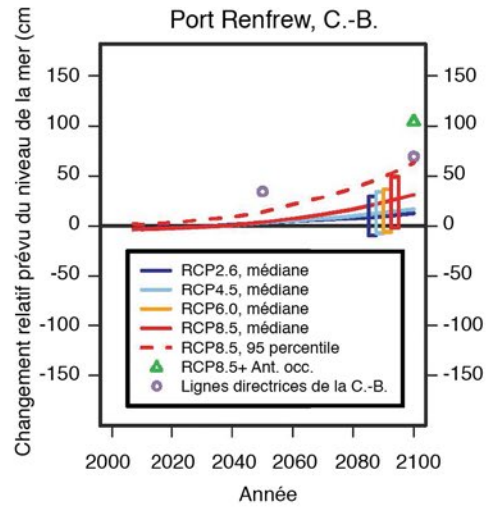 Port Renfrew, C.-B.
Changement relatif prévu du niveau de la mer (cm
150
100
50
0
-50
-100
-150
150
100
50
0
-50
-100
-150
RCP2.6, médiane
RCP4.5, médiane
RCP6.0, médiane
RCP8.5, médiane
RCP8.5, 95 percentile
RCP8.5+ Ant. occ.
Lignes directrices de la C.-B.
2000 2020 2040 2060 2080 2100
Année